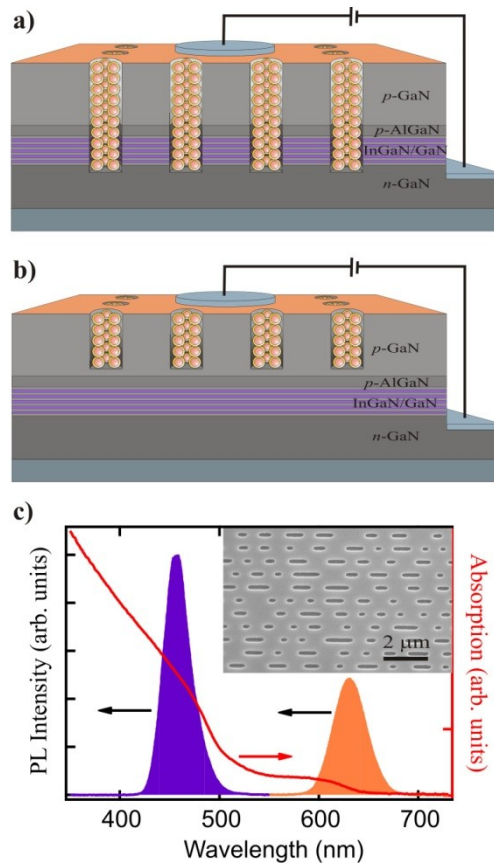 a)
p-GaN
p-AlGaN
InGaN/GaN
n-GaN
b)
p-GaN
p-AlGaN
InGaN/GaN
n-GaN
c)
PL Intensity (arb. units)
Absorption (arb. units)
2 µm
400 500 600 700
Wavelength (nm)